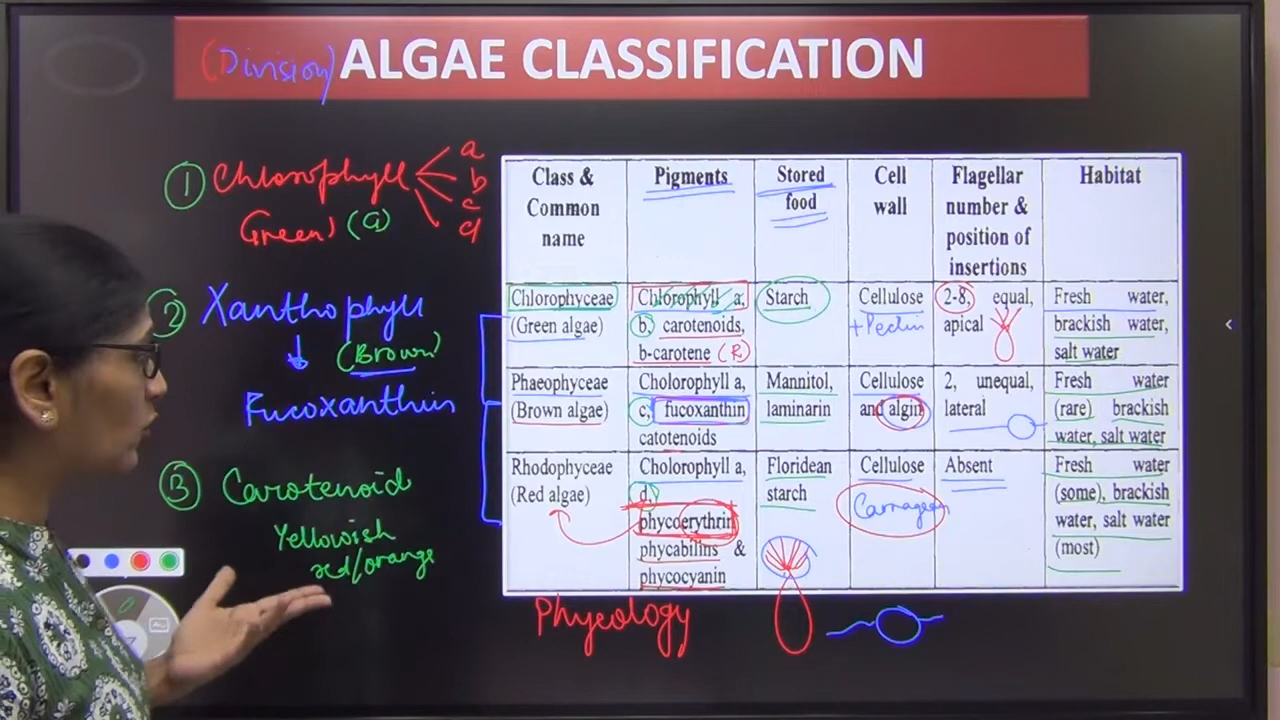 (Division) ALGAE CLASSIFICATION
① Chlorophyll
a
b
c
d
Green (a)
② Xanthophyll
(Brown)
Fucoxanthin
③ Carotenoid
Yellowish
red/orange
Class &
Common
name
Pigments
Stored
food
Cell
wall
Flagellar
number &
position of
insertions
Habitat
Chlorophyceae
(Green algae)
Chlorophyll a,
b, carotenoids,
b-carotene (R)
Starch
Cellulose
+ Pectin
2-8, equal,
apical
Fresh water,
brackish water,
salt water
Phaeophyceae
(Brown algae)
Cholorophyll a,
c, fucoxanthin
catotenoids
Mannitol,
laminarin
Cellulose
and algin
2, unequal,
lateral
Fresh water
(rare) brackish
water, salt water
Rhodophyceae
(Red algae)
Cholorophyll a,
d,
phycoerythrin
phycabilins &
phycocyanin
Floridean
starch
Cellulose
Carrageen
Absent
Fresh water
(some), brackish
water, salt water
(most)
Phycology